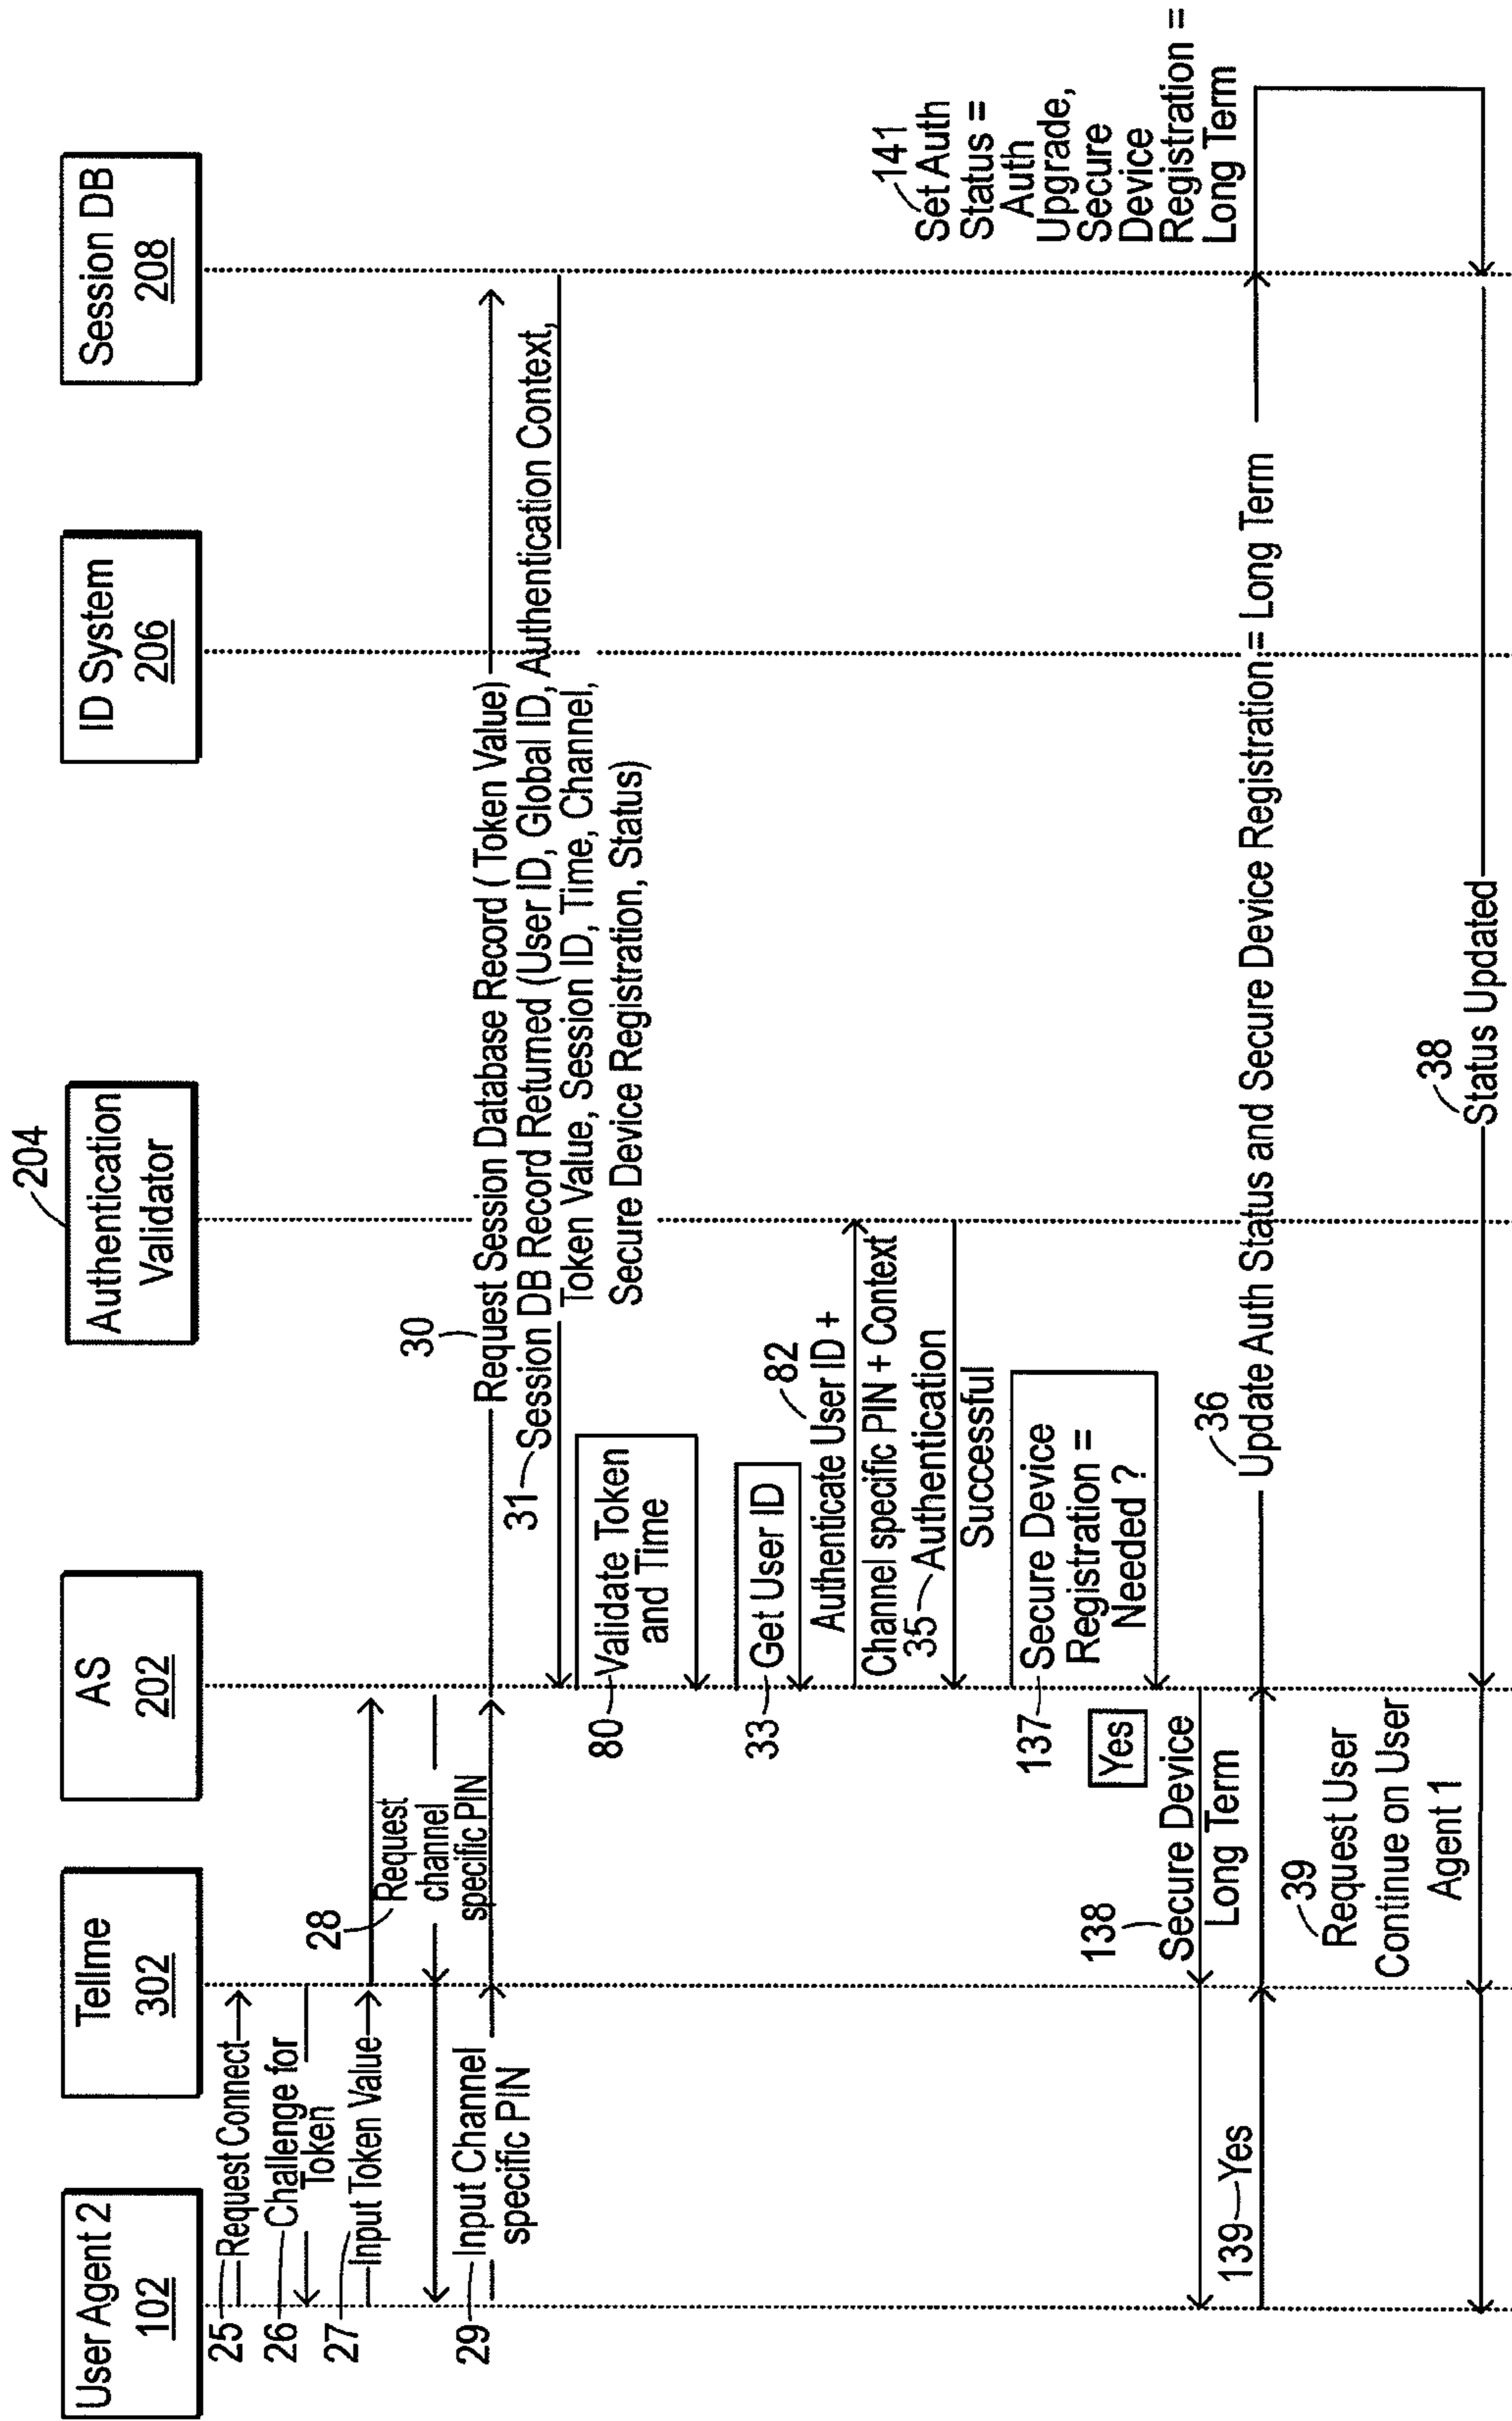 User Agent 2
102
Tellme
302
AS
202
204
Authentication
Validator
ID System
206
Session DB
208
25
Request Connect
26
Challenge for
Token
27
Input Token Value
28
Request
channel
specific PIN
29
Input Channel
specific PIN
30
Request Session Database Record ( Token Value)
31
Session DB Record Returned (User ID, Global ID, Authentication Context,
Token Value, Session ID, Time, Channel,
Secure Device Registration, Status)
80
Validate Token
and Time
33
Get User ID
82
Authenticate User ID +
Channel specific PIN + Context
35
Authentication
Successful
137
Secure Device
Registration =
Needed ?
Yes
138
Secure Device
Long Term
139
Yes
36
Update Auth Status and Secure Device Registration = Long Term
141
Set Auth
Status =
Auth
Upgrade,
Secure
Device
Registration =
Long Term
38
Status Updated
39
Request User
Continue on User
Agent 1